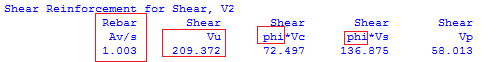 Shear Reinforcement for Shear, V2
Rebar Shear Shear Shear Shear
Av/s Vu phi*Vc phi*Vs Vp
1.003 209.372 72.497 136.875 58.013